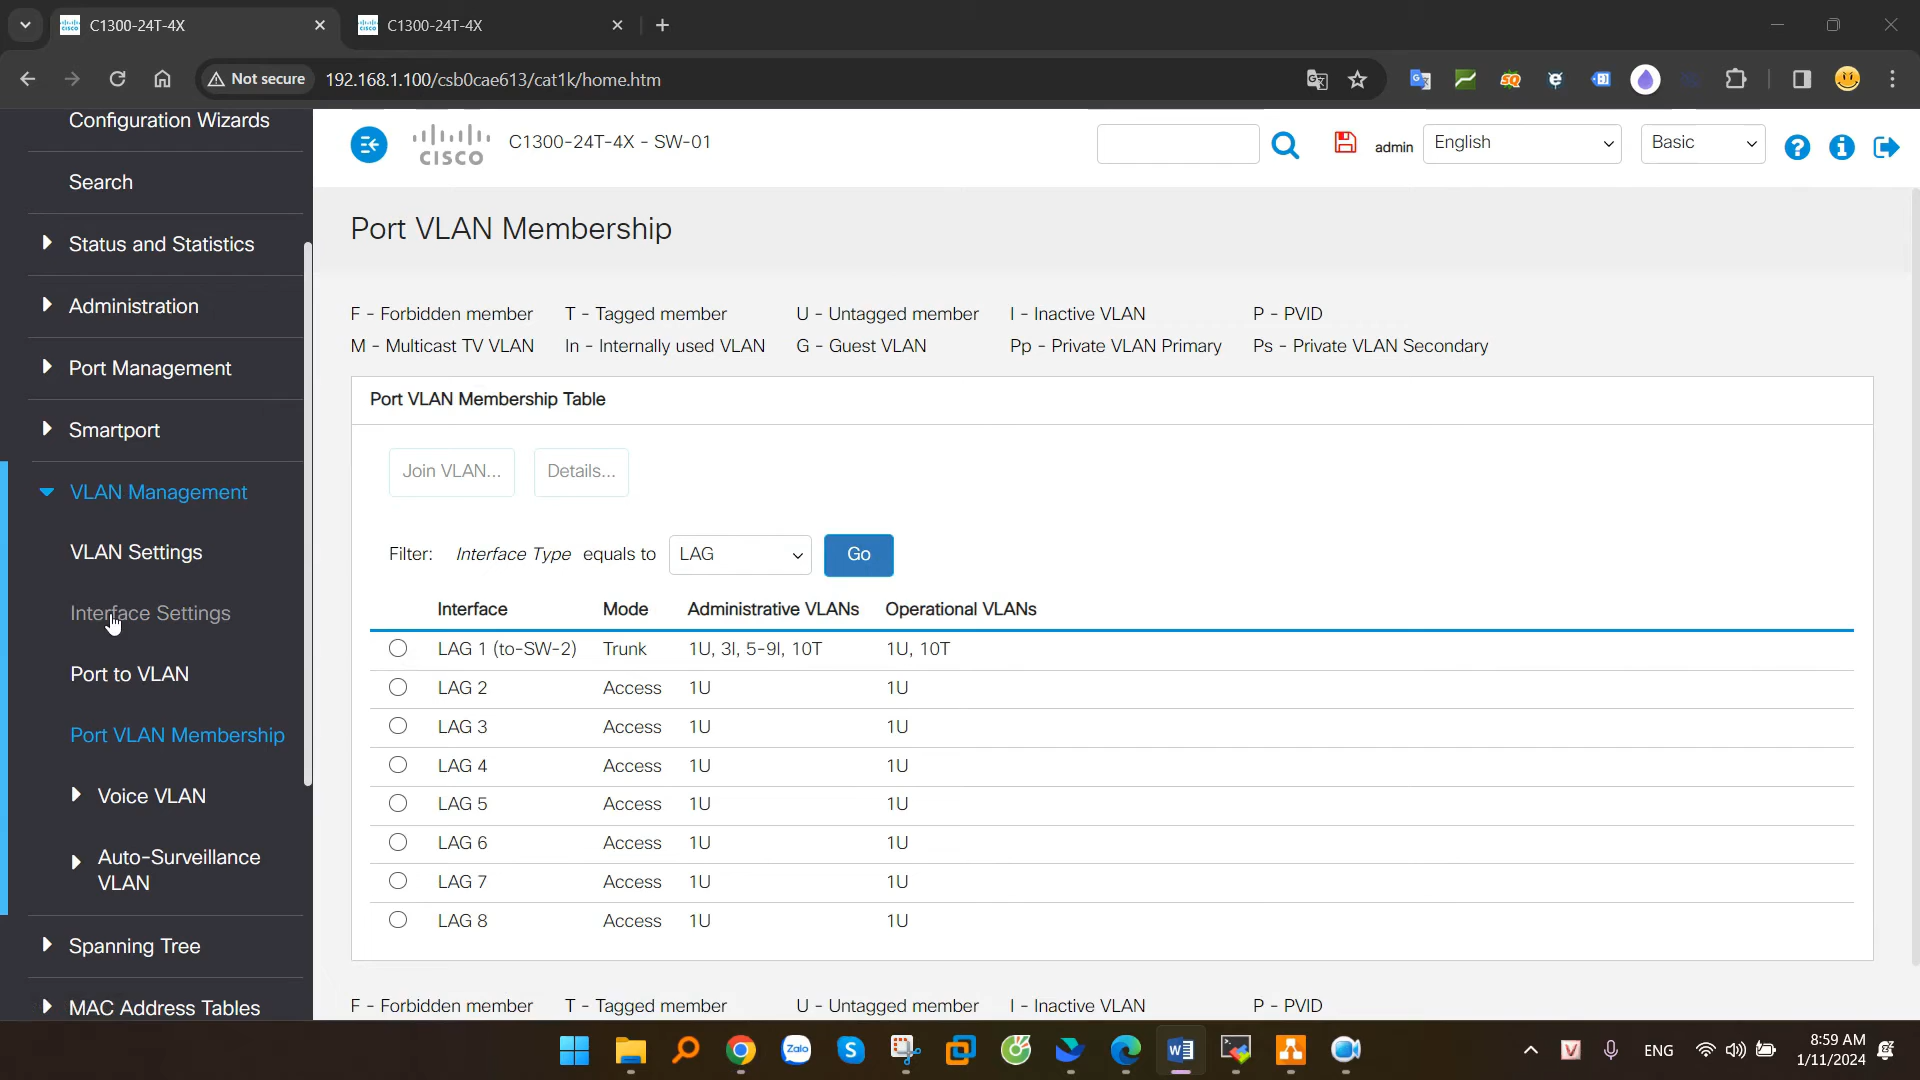 C1300-24T-4X
C1300-24T-4X
Not secure
192.168.1.100/csb0cae613/cat1k/home.htm
Configuration Wizards
Search
Status and Statistics
Administration
Port Management
Smartport
VLAN Management
VLAN Settings
Interface Settings
Port to VLAN
Port VLAN Membership
Voice VLAN
Auto-Surveillance
VLAN
Spanning Tree
MAC Address Tables
CISCO
C1300-24T-4X - SW-01
admin
English
Basic
Port VLAN Membership
F - Forbidden member T - Tagged member U - Untagged member I - Inactive VLAN P - PVID
M - Multicast TV VLAN In - Internally used VLAN G - Guest VLAN Pp - Private VLAN Primary Ps - Private VLAN Secondary
Port VLAN Membership Table
Join VLAN... Details...
Filter: Interface Type equals to LAG Go
Interface Mode Administrative VLANs Operational VLANs
LAG 1 (to-SW-2) Trunk 1U, 3I, 5-9I, 10T 1U, 10T
LAG 2 Access 1U 1U
LAG 3 Access 1U 1U
LAG 4 Access 1U 1U
LAG 5 Access 1U 1U
LAG 6 Access 1U 1U
LAG 7 Access 1U 1U
LAG 8 Access 1U 1U
F - Forbidden member T - Tagged member U - Untagged member I - Inactive VLAN P - PVID
Zalo
ENG
8:59 AM
1/11/2024